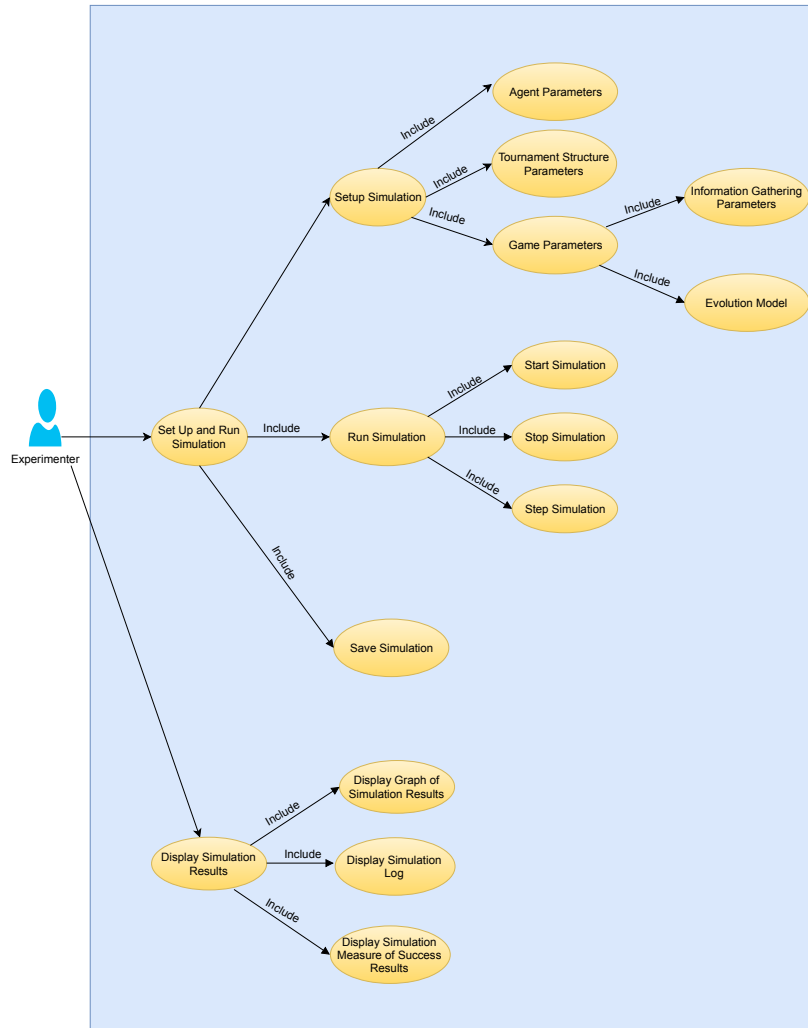 Agent Parameters
Include
Tournament Structure
Parameters
Include
Setup Simulation
Information Gathering
Parameters
Include
Include
Game Parameters
Include
Evolution Model
Start Simulation
Include
Experimenter
Set Up and Run
Simulation
Include
Run Simulation
Include
Stop Simulation
Include
Step Simulation
Include
Save Simulation
Display Graph of
Simulation Results
Include
Display Simulation
Results
Include
Display Simulation
Log
Include
Display Simulation
Measure of Success
Results